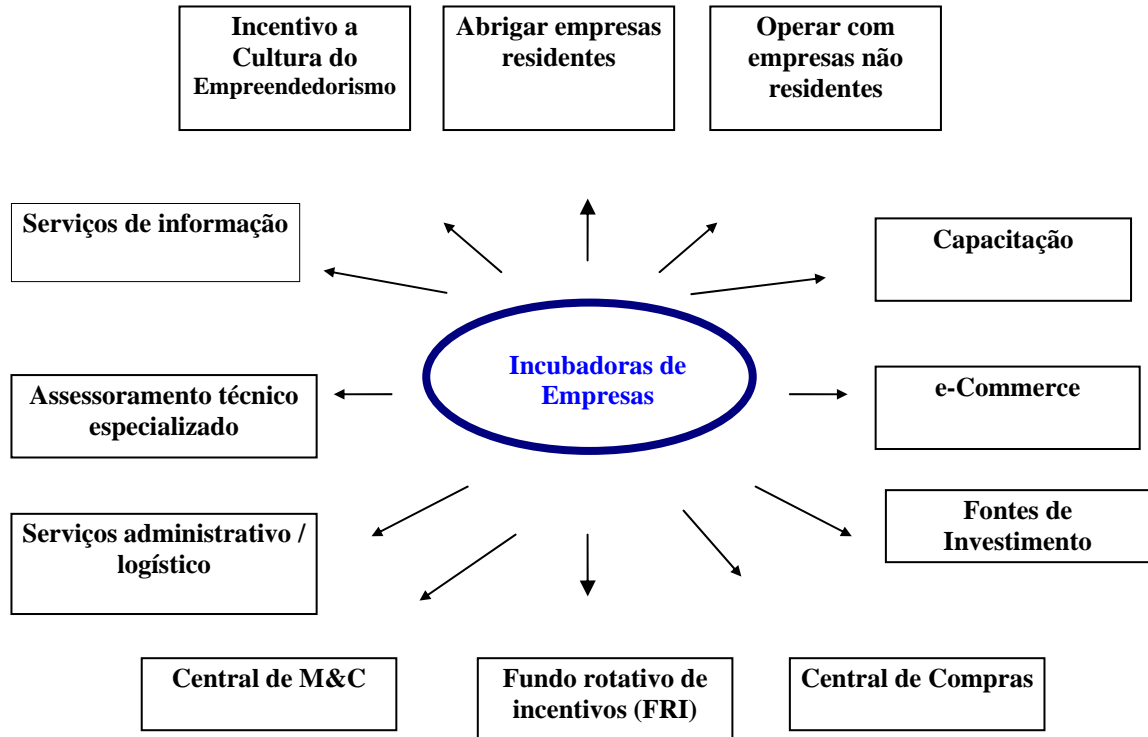 Incentivo a
Cultura do
Empreendedorismo
Abrigar empresas
residentes
Operar com
empresas não
residentes
Serviços de informação
Capacitação
Incubadoras de
Empresas
Assessoramento técnico
especializado
e-Commerce
Serviços administrativo /
logístico
Fontes de
Investimento
Central de M&C
Fundo rotativo de
incentivos (FRI)
Central de Compras